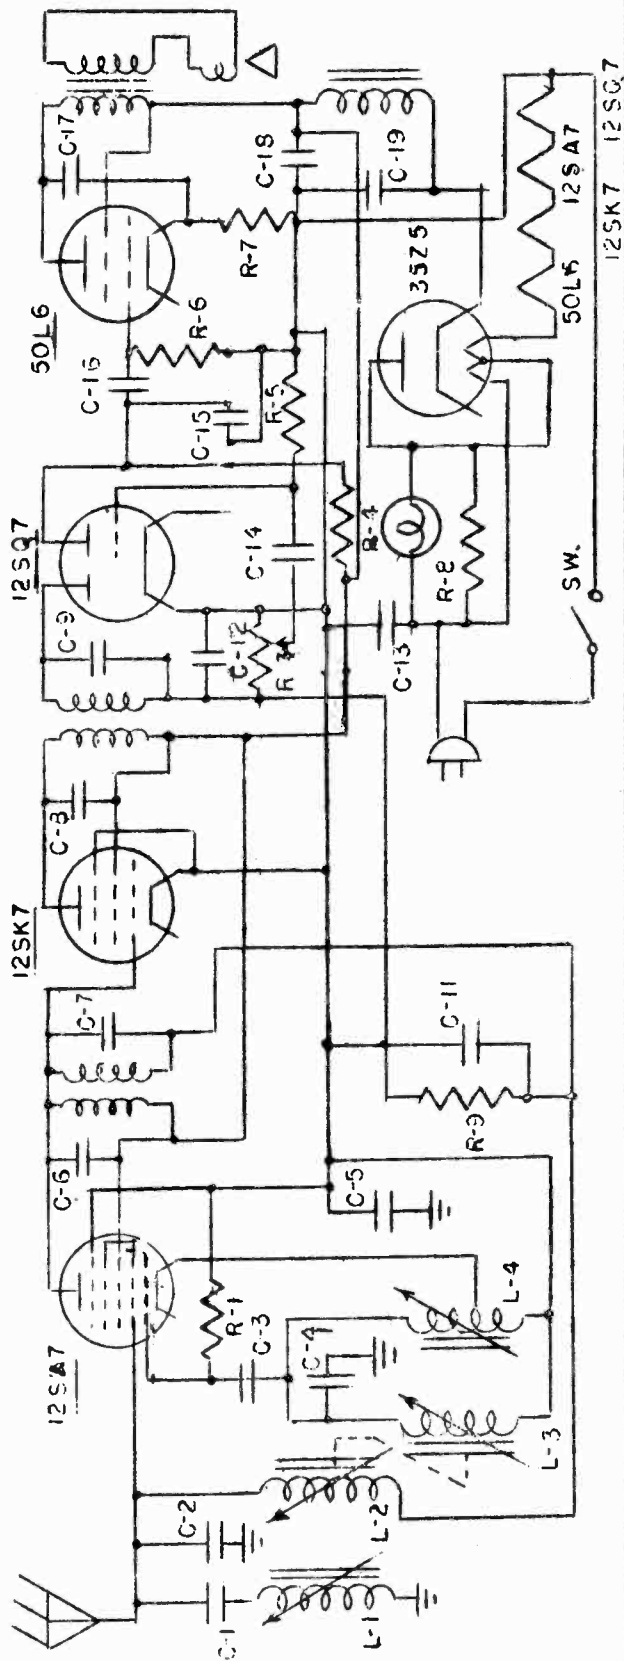 12SA7
12SK7
12SQ7
50L6
C-6
C-7
C-8
C-9
C-16
C-17
C-15
R-6
R-7
C-1
C-2
R-1
C-3
C-12
R-3
C-14
R-5
C-18
C-4
C-5
R-4
C-19
L-1
L-2
L-3
L-4
R-9
C-11
C-13
R-8
35Z5
SW.
50L6 12SA7
12SK7 12SQ7